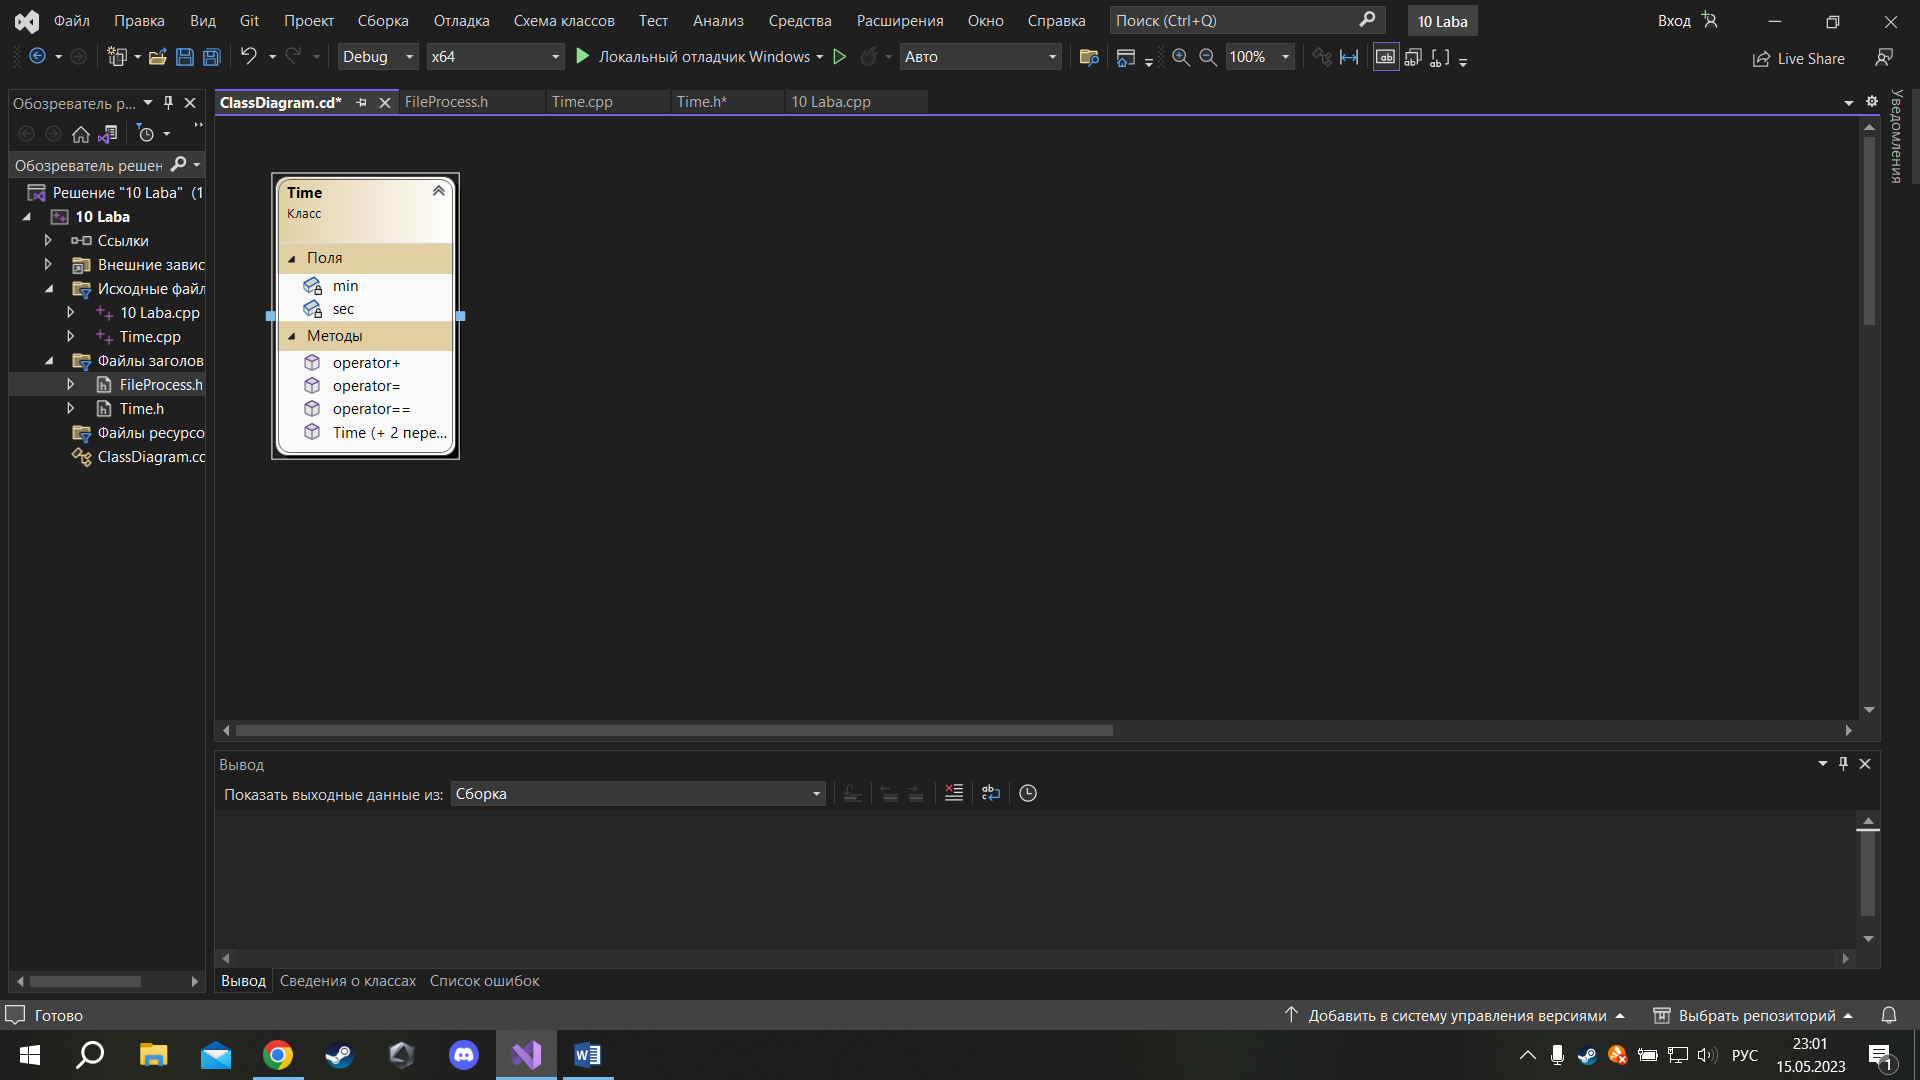 Файл Правка Вид Git Проект Сборка Отладка Схема классов Тест Анализ Средства Расширения Окно Справка Поиск (Ctrl+Q) 10 Laba Вход
Debug x64 Локальный отладчик Windows Авто 100% Live Share
Обозреватель р...
ClassDiagram.cd* FileProcess.h Time.cpp Time.h* 10 Laba.cpp
Уведомления
Обозреватель решен
Решение "10 Laba" (1
10 Laba
Ссылки
Внешние завис
Исходные файл
10 Laba.cpp
Time.cpp
Файлы заголов
FileProcess.h
Time.h
Файлы ресурсо
ClassDiagram.cd
Time
Класс
Поля
min
sec
Методы
operator+
operator=
operator==
Time (+ 2 пере...
Вывод
Показать выходные данные из: Сборка
Вывод Сведения о классах Список ошибок
Готово Добавить в систему управления версиями Выбрать репозиторий
РУС 23:01
15.05.2023
1